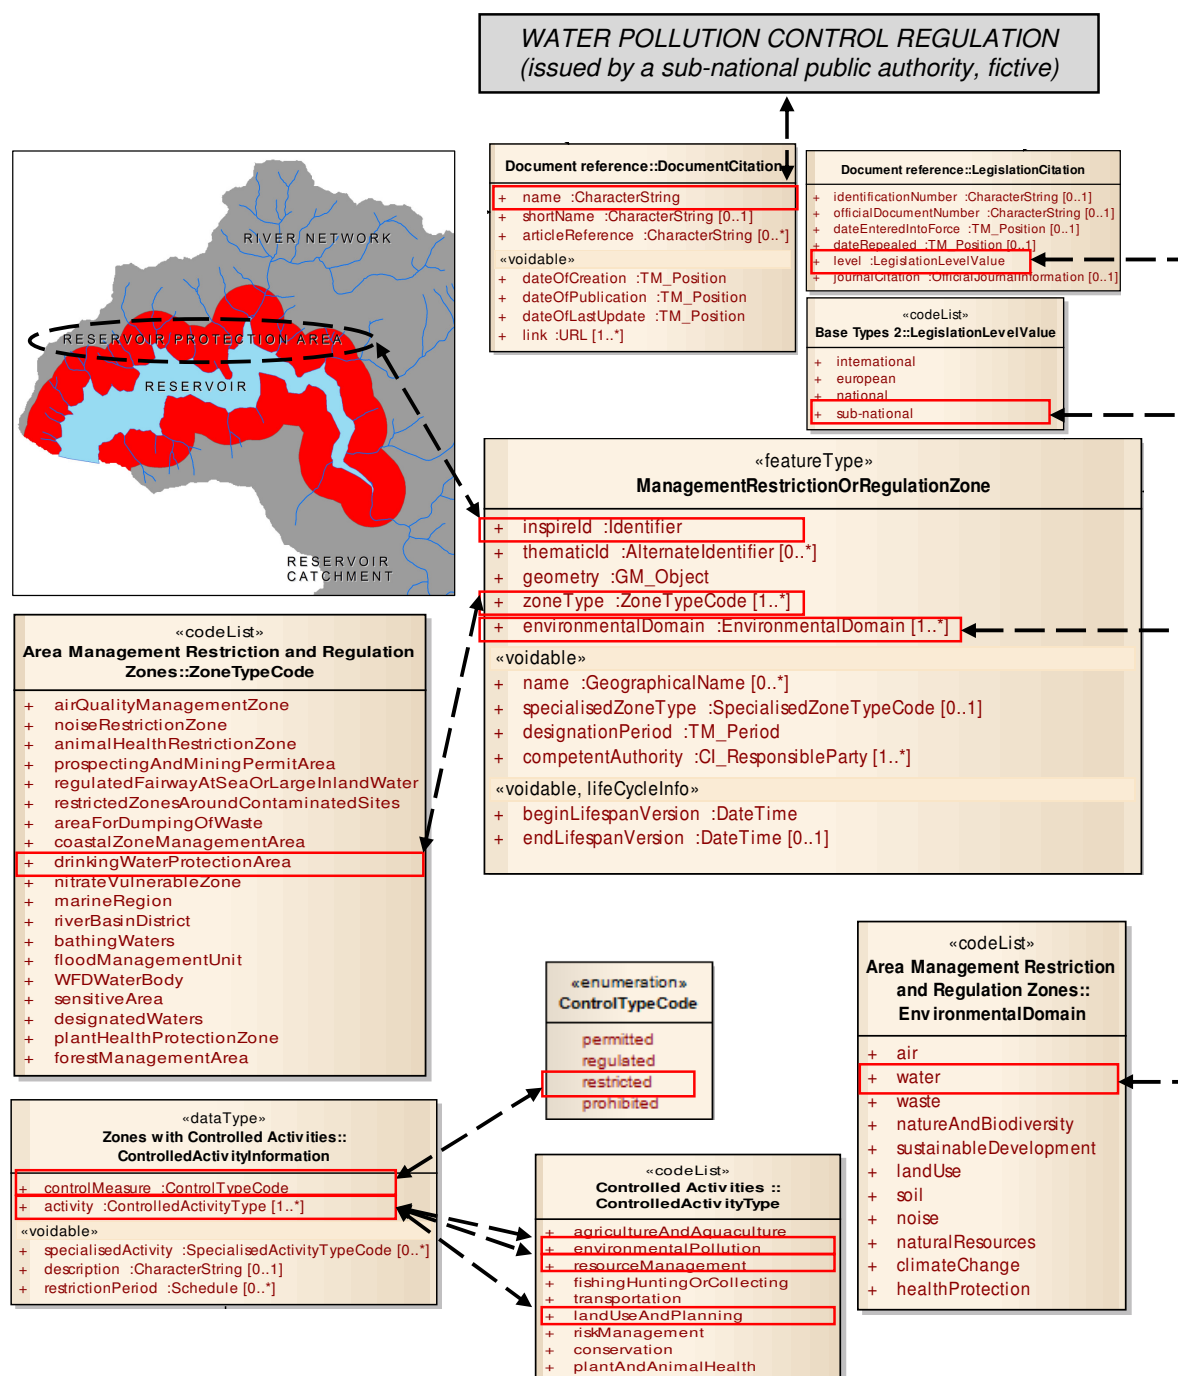 WATER POLLUTION CONTROL REGULATION
(issued by a sub-national public authority, fictive)
RIVER NETWORK
RESERVOIR PROTECTION AREA
RESERVOIR
RESERVOIR
CATCHMENT
Document reference::DocumentCitation
+ name :CharacterString
+ shortName :CharacterString [0..1]
+ articleReference :CharacterString [0..*]
«voidable»
+ dateOfCreation :TM_Position
+ dateOfPublication :TM_Position
+ dateOfLastUpdate :TM_Position
+ link :URL [1..*]
Document reference::LegislationCitation
+ identificationNumber :CharacterString [0..1]
+ officialDocumentNumber :CharacterString [0..1]
+ dateEnteredIntoForce :TM_Position [0..1]
+ dateRepealed :TM_Position [0..1]
+ level :LegislationLevelValue
+ journalCitation :OfficialJournalInformation [0..1]
«codeList»
Base Types 2::LegislationLevelValue
+ international
+ european
+ national
+ sub-national
«featureType»
ManagementRestrictionOrRegulationZone
+ inspireId :Identifier
+ thematicId :AlternateIdentifier [0..*]
+ geometry :GM_Object
+ zoneType :ZoneTypeCode [1..*]
+ environmentalDomain :EnvironmentalDomain [1..*]
«voidable»
+ name :GeographicalName [0..*]
+ specialisedZoneType :SpecialisedZoneTypeCode [0..1]
+ designationPeriod :TM_Period
+ competentAuthority :CI_ResponsibleParty [1..*]
«voidable, lifeCycleInfo»
+ beginLifespanVersion :DateTime
+ endLifespanVersion :DateTime [0..1]
«codeList»
Area Management Restriction and Regulation
Zones::ZoneTypeCode
+ airQualityManagementZone
+ noiseRestrictionZone
+ animalHealthRestrictionZone
+ prospectingAndMiningPermitArea
+ regulatedFairwayAtSeaOrLargeInlandWater
+ restrictedZonesAroundContaminatedSites
+ areaForDumpingOfWaste
+ coastalZoneManagementArea
+ drinkingWaterProtectionArea
+ nitrateVulnerableZone
+ marineRegion
+ riverBasinDistrict
+ bathingWaters
+ floodManagementUnit
+ WFDWaterBody
+ sensitiveArea
+ designatedWaters
+ plantHealthProtectionZone
+ forestManagementArea
«enumeration»
ControlTypeCode
permitted
regulated
restricted
prohibited
«codeList»
Area Management Restriction
and Regulation Zones::
EnvironmentalDomain
+ air
+ water
+ waste
+ natureAndBiodiversity
+ sustainableDevelopment
+ landUse
+ soil
+ noise
+ naturalResources
+ climateChange
+ healthProtection
«dataType»
Zones with Controlled Activities::
ControlledActivityInformation
+ controlMeasure :ControlTypeCode
+ activity :ControlledActivityType [1..*]
«voidable»
+ specialisedActivity :SpecialisedActivityTypeCode [0..*]
+ description :CharacterString [0..1]
+ restrictionPeriod :Schedule [0..*]
«codeList»
Controlled Activities ::
ControlledActivityType
+ agricultureAndAquaculture
+ environmentalPollution
+ resourceManagement
+ fishingHuntingOrCollecting
+ transportation
+ landUseAndPlanning
+ riskManagement
+ conservation
+ plantAndAnimalHealth